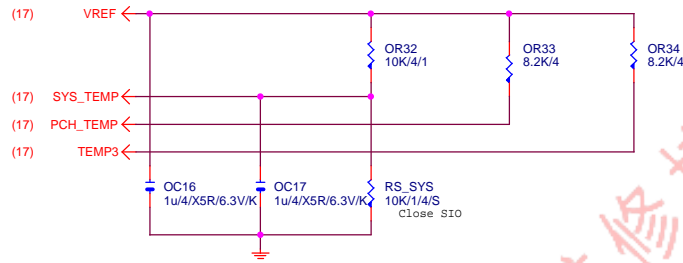 (17) VREF
OR32
10K/4/1
OR33
8.2K/4
OR34
8.2K/4
(17) SYS_TEMP
(17) PCH_TEMP
(17) TEMP3
OC16
1u/4/X5R/6.3V/K
OC17
1u/4/X5R/6.3V/K
RS_SYS
10K/1/4/S
Close SIO
修